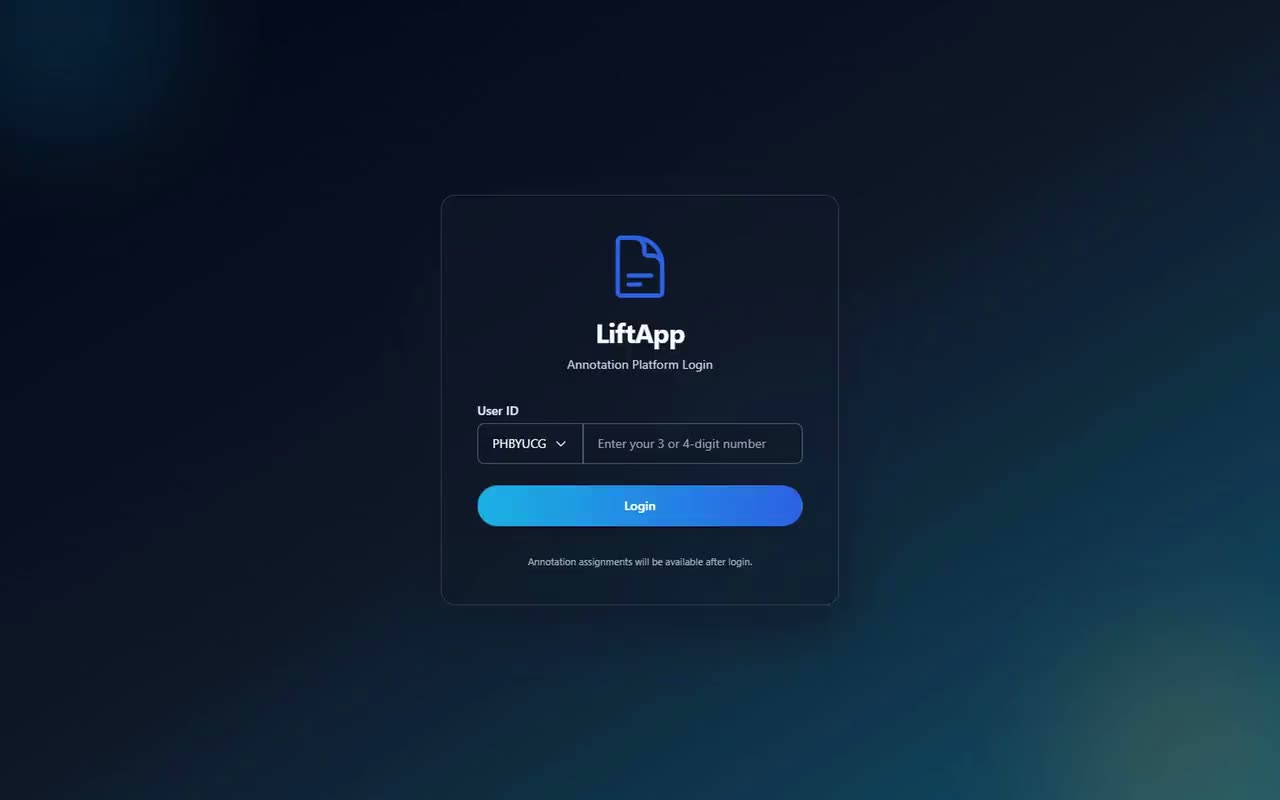 LiftApp
Annotation Platform Login
User ID
PHBYUCG
Enter your 3 or 4-digit number
Login
Annotation assignments will be available after login.